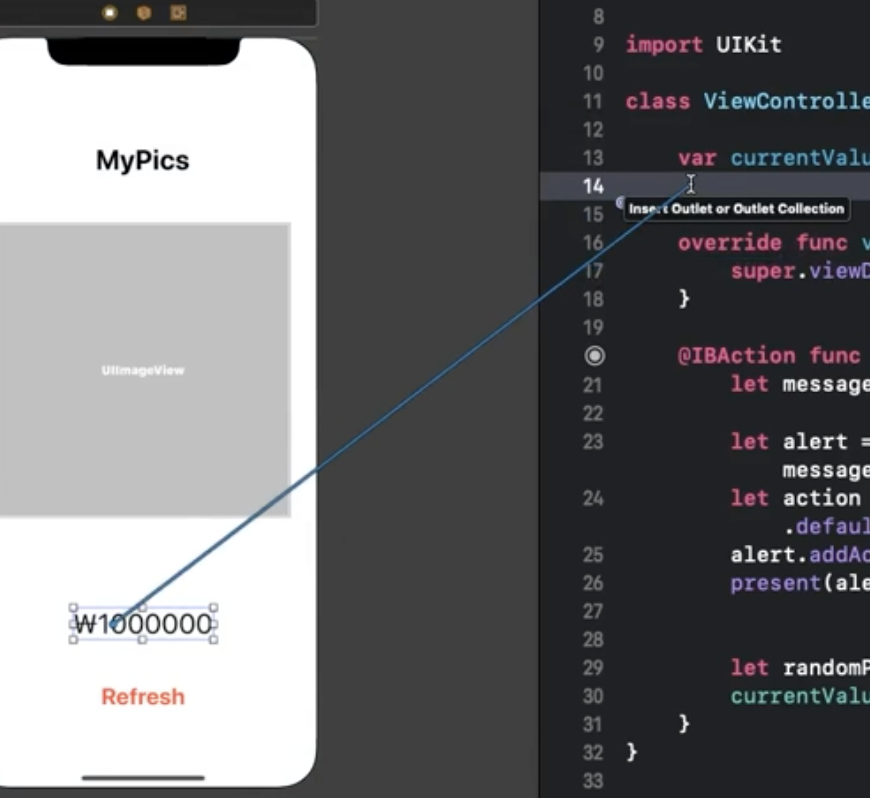 MyPics
UIImageView
₩1000000
Refresh
8
9 import UIKit
10
11 class ViewControlle
12
13 var currentValu
14
Insert Outlet or Outlet Collection
15
16 override func v
17 super.viewD
18 }
19
@IBAction func
21 let message
22
23 let alert =
message
24 let action
.defaul
25 alert.addAc
26 present(ale
27
28
29 let randomP
30 currentValu
31 }
32 }
33